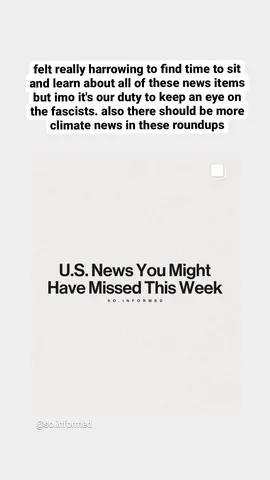 felt really harrowing to find time to sit
and learn about all of these news items
but imo it's our duty to keep an eye on
the fascists. also there should be more
climate news in these roundups
U.S. News You Might
Have Missed This Week
SO.INFORMED
@so.informed